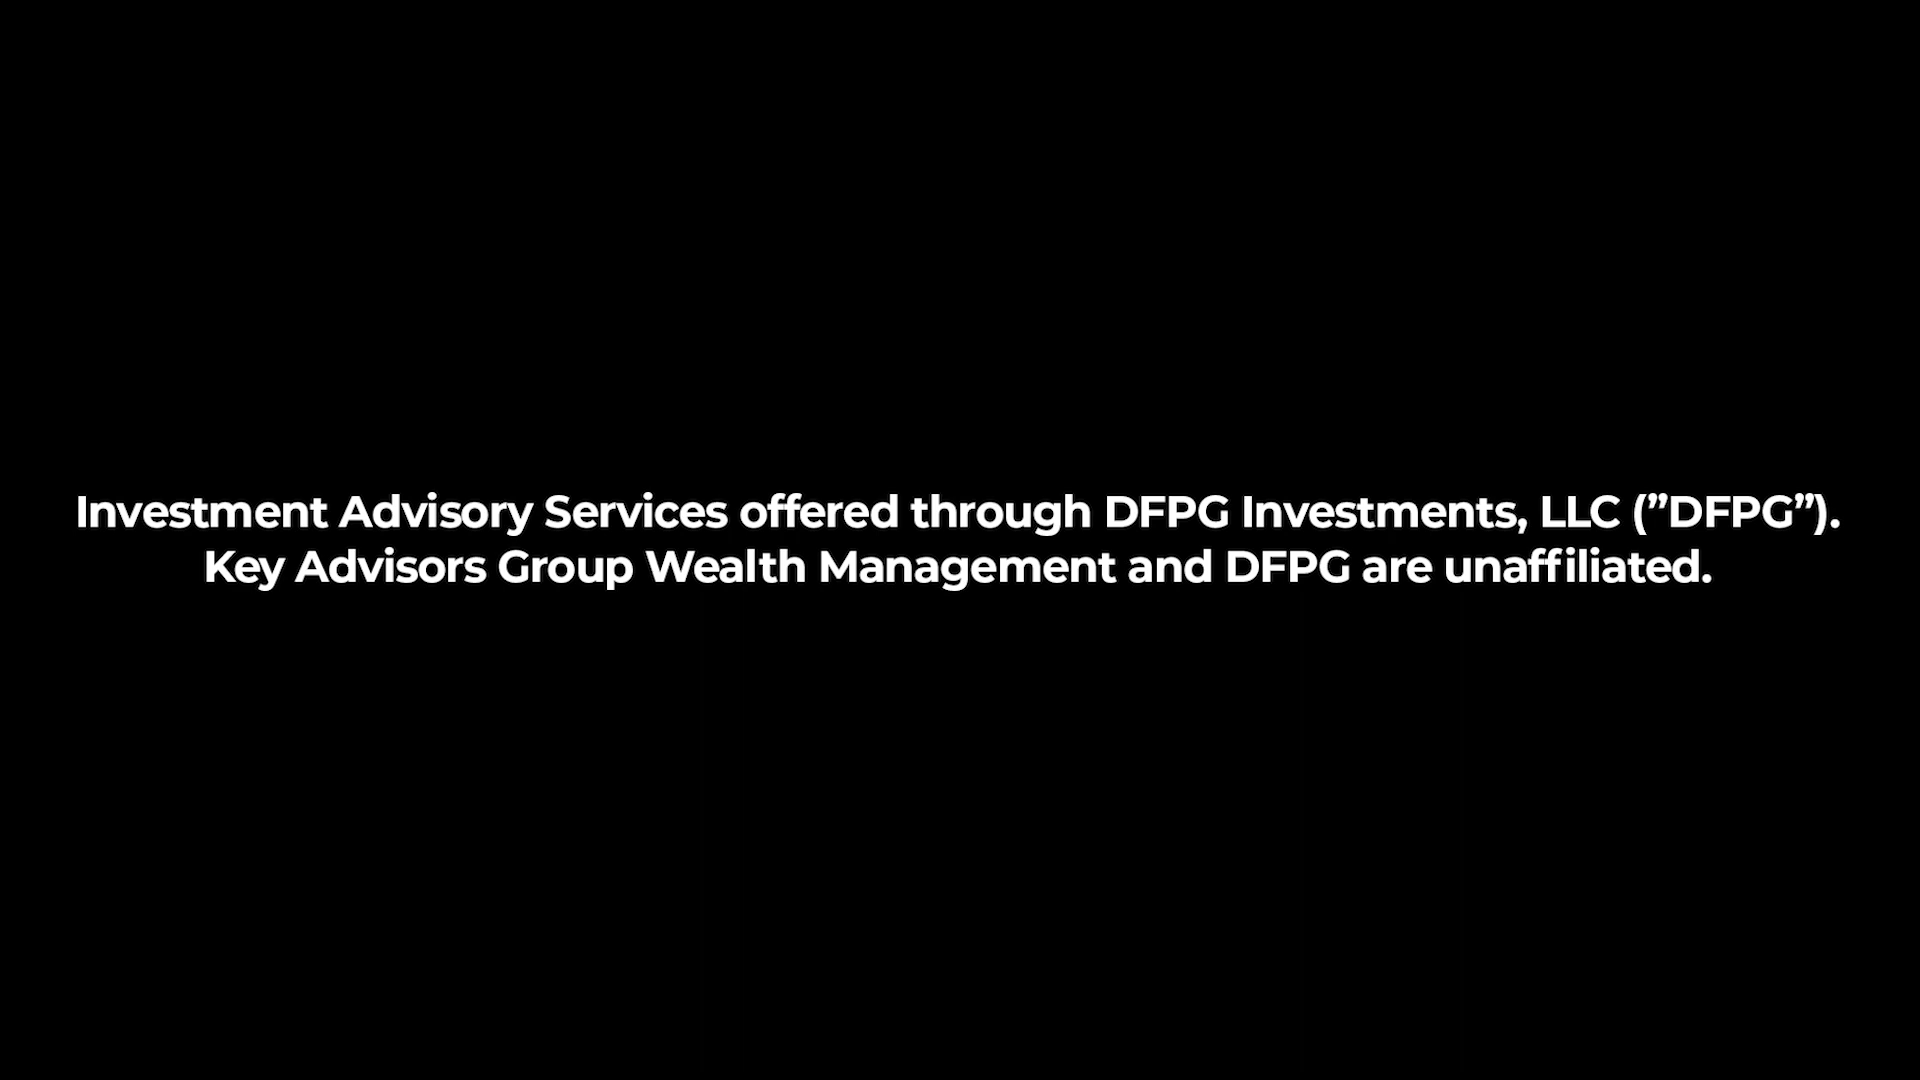 Investment Advisory Services offered through DFPG Investments, LLC (”DFPG”).
Key Advisors Group Wealth Management and DFPG are unaffiliated.